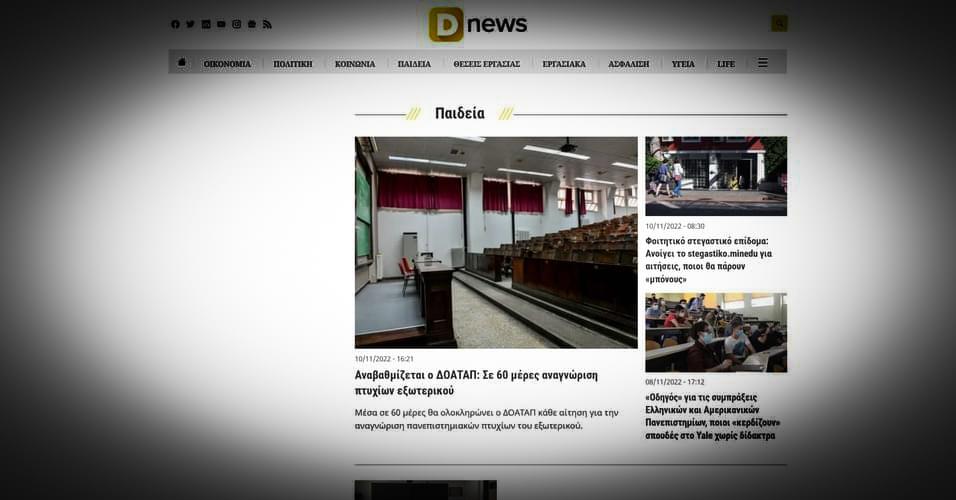 D news
ΟΙΚΟΝΟΜΙΑ
ΠΟΛΙΤΙΚΗ
ΚΟΙΝΩΝΙΑ
ΠΑΙΔΕΙΑ
ΘΕΣΕΙΣ ΕΡΓΑΣΙΑΣ
ΕΡΓΑΣΙΑΚΑ
ΑΣΦΑΛΙΣΗ
ΥΓΕΙΑ
LIFE
Παιδεία
10/11/2022 - 16:21
Αναβαθμίζεται ο ΔΟΑΤΑΠ: Σε 60 μέρες αναγνώριση
πτυχίων εξωτερικού
Μέσα σε 60 μέρες θα ολοκληρώνει ο ΔΟΑΤΑΠ κάθε αίτηση για την
αναγνώριση πανεπιστημιακών πτυχίων του εξωτερικού.
10/11/2022 - 08:30
Φοιτητικό στεγαστικό επίδομα:
Ανοίγει το stegastiko.minedu για
αιτήσεις, ποιοι θα πάρουν
«μπόνους»
08/11/2022 - 17:12
«Οδηγός» για τις συμπράξεις
Ελληνικών και Αμερικανικών
Πανεπιστημίων, ποιοι «κερδίζουν»
σπουδές στο Yale χωρίς δίδακτρα